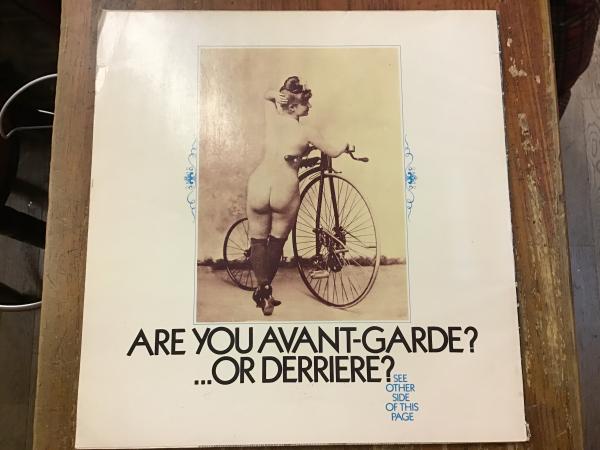 ARE YOU AVANT-GARDE?
...OR DERRIERE?
SEE
OTHER
SIDE
OF THIS
PAGE